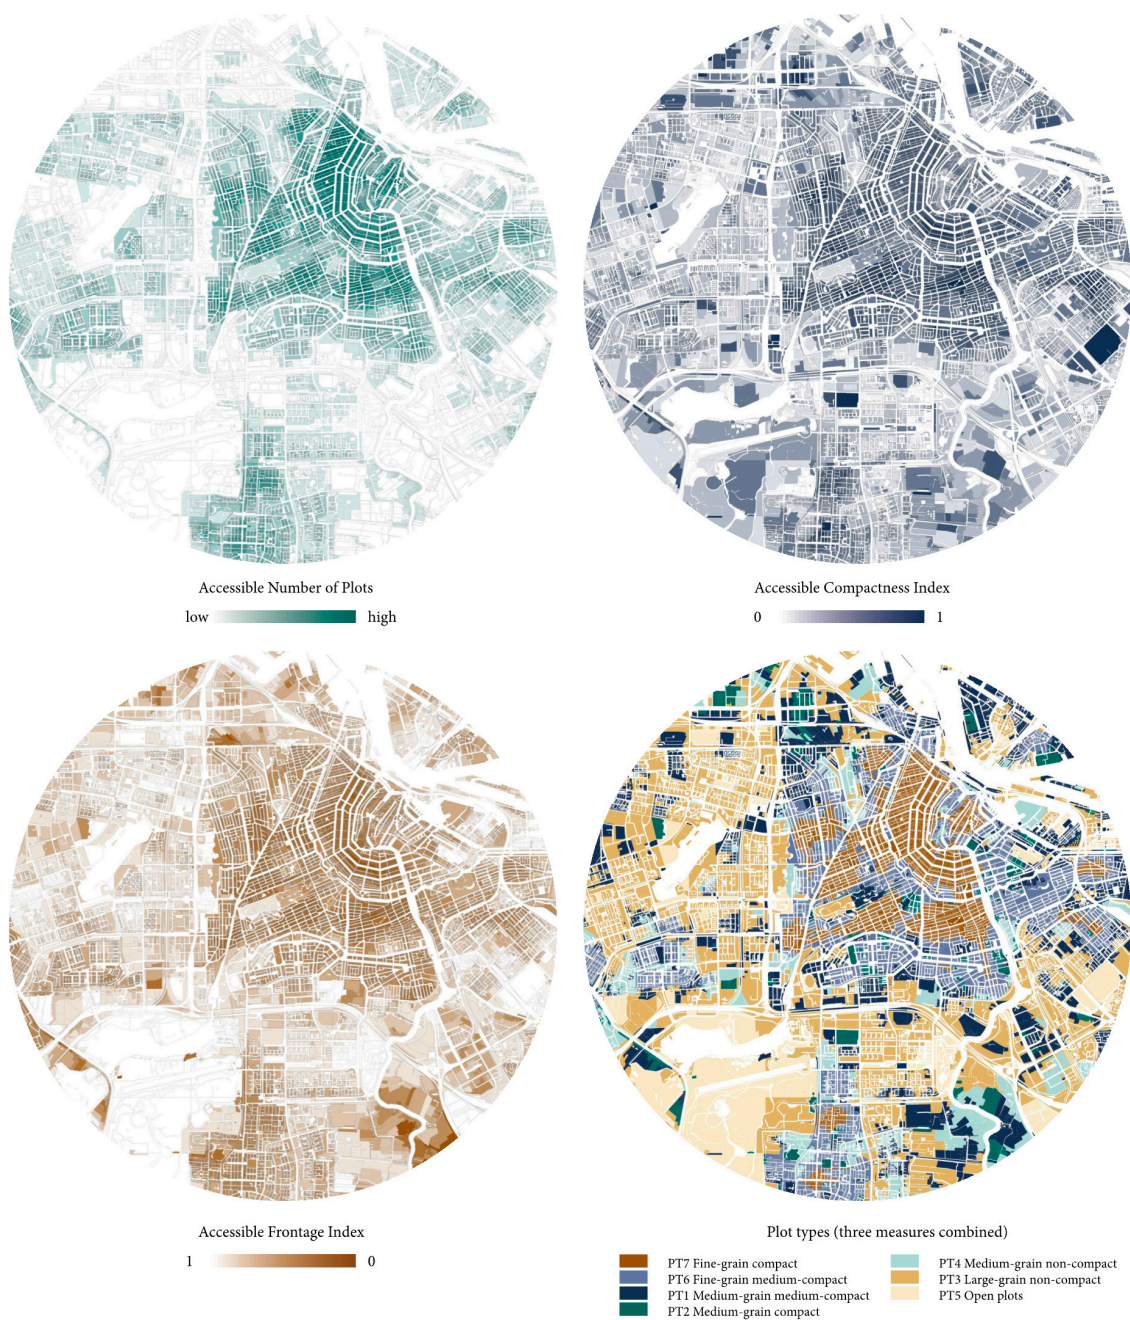 Accessible Number of Plots
low high
Accessible Compactness Index
0 1
Accessible Frontage Index
1 0
Plot types (three measures combined)
PT7 Fine-grain compact
PT6 Fine-grain medium-compact
PT1 Medium-grain medium-compact
PT2 Medium-grain compact
PT4 Medium-grain non-compact
PT3 Large-grain non-compact
PT5 Open plots